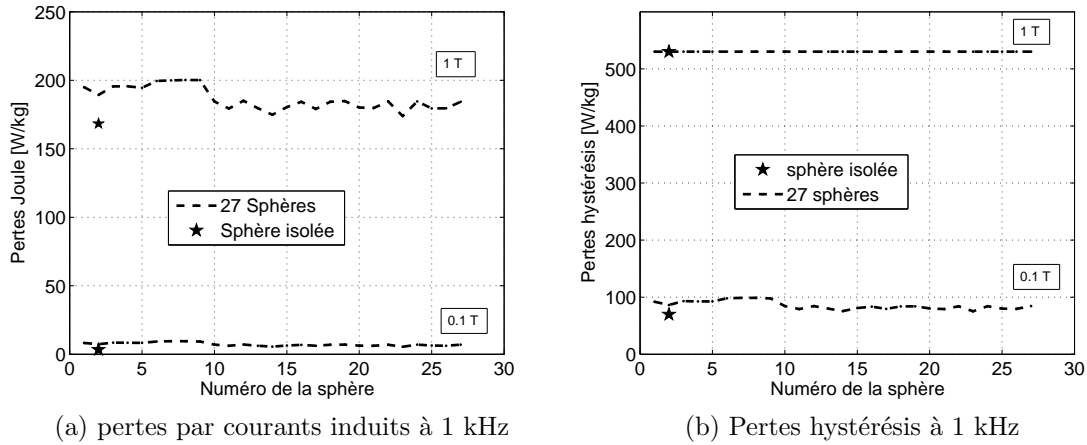 250
200
150
100
50
0
Pertes Joule [W/kg]
1 T
27 Sphères
Sphère isolée
0.1 T
0 5 10 15 20 25 30
Numéro de la sphère
(a) pertes par courants induits à 1 kHz
500
400
300
200
100
0
Pertes hystérésis [W/kg]
1 T
sphère isolée
27 sphères
0.1 T
0 5 10 15 20 25 30
Numéro de la sphère
(b) Pertes hystérésis à 1 kHz